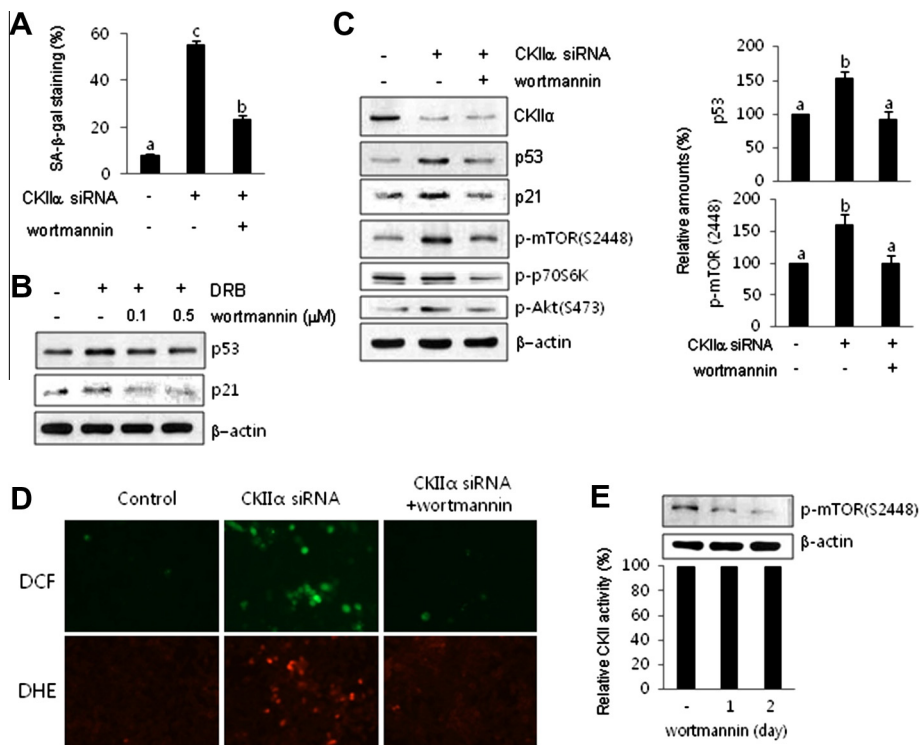 A
SA-β-gal staining (%)
60
40
20
0
a
c
b
CKIIα siRNA - + +
wortmannin - - +
B
- + + + DRB
- - 0.1 0.5 wortmannin (μM)
p53
p21
β-actin
C
- + + CKIIα siRNA
- - + wortmannin
CKIIα
p53
p21
p-mTOR(S2448)
p-p70S6K
p-Akt(S473)
β-actin
Relative amounts (%)
p53
200
150
100
50
0
a
b
a
p-mTOR (2448)
200
150
100
50
0
a
b
a
CKIIα siRNA - + +
wortmannin - - +
D
Control
CKIIα siRNA
CKIIα siRNA
+wortmannin
DCF
DHE
E
p-mTOR(S2448)
β-actin
Relative CKII activity (%)
100
80
60
40
20
0
- 1 2
wortmannin (day)